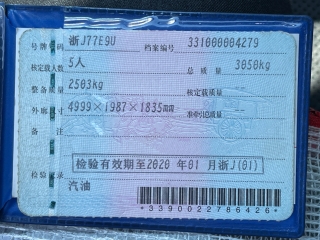 号牌号码 浙J77E9U 档案编号 331000004279
核定载人数 5人 总质量 3050kg
整备质量 2503kg 核定载质量 --
外廓尺寸 4999×1987×1835mm 准牵引总质量 --
备注
检验有效期至2020 年01 月浙J(01)
检验记录
汽油
*3390022786426*